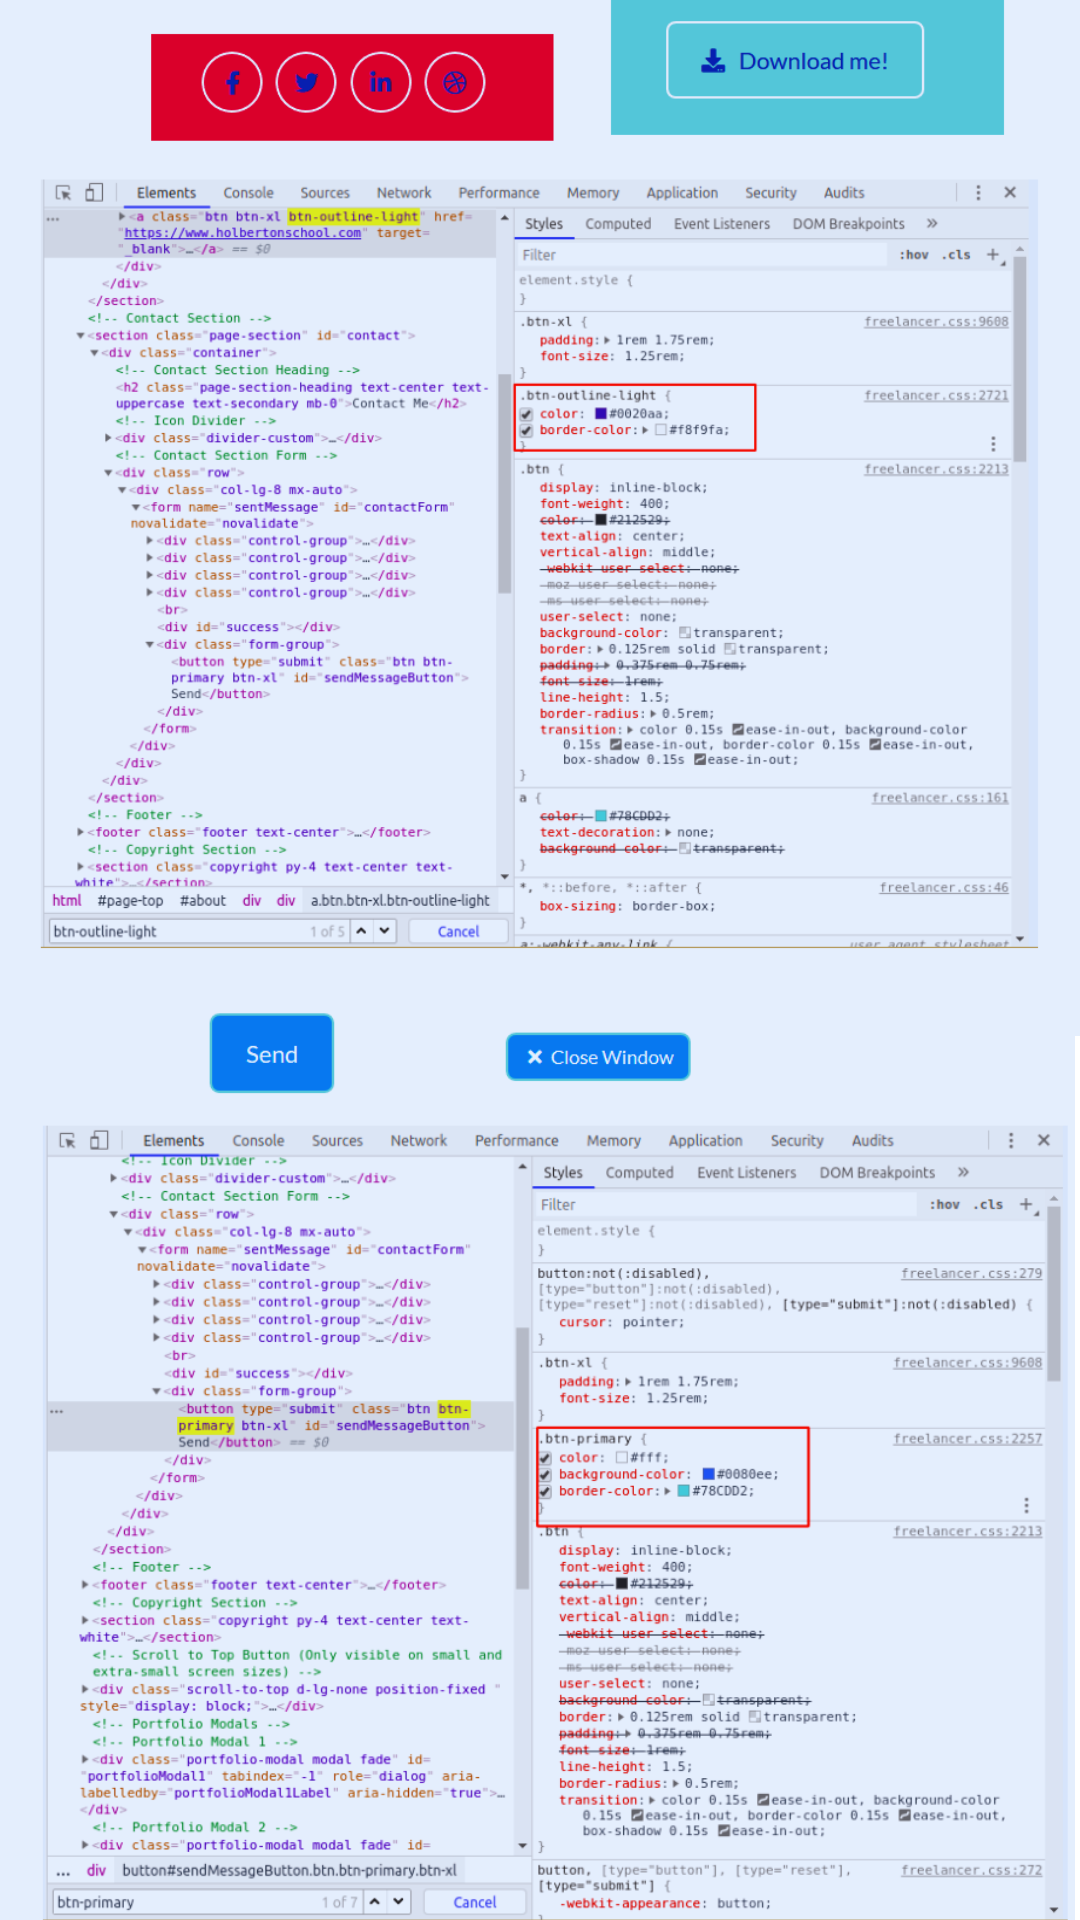 Download me!
Elements Console Sources Network Performance Memory Application Security Audits
<a class="btn btn-xl btn-outline-light" href=
"https://www.holbertonschool.com" target=
"_blank">…</a> == $0
</div>
</div>
</section>
<!-- Contact Section -->
<section class="page-section" id="contact">
<div class="container">
<!-- Contact Section Heading -->
<h2 class="page-section-heading text-center text-
uppercase text-secondary mb-0">Contact Me</h2>
<!-- Icon Divider -->
<div class="divider-custom">…</div>
<!-- Contact Section Form -->
<div class="row">
<div class="col-lg-8 mx-auto">
<form name="sentMessage" id="contactForm"
novalidate="novalidate">
<div class="control-group">…</div>
<div class="control-group">…</div>
<div class="control-group">…</div>
<div class="control-group">…</div>
<br>
<div id="success"></div>
<div class="form-group">
<button type="submit" class="btn btn-
primary btn-xl" id="sendMessageButton">
Send</button>
</div>
</form>
</div>
</div>
</div>
</section>
<!-- Footer -->
<footer class="footer text-center">…</footer>
<!-- Copyright Section -->
<section class="copyright py-4 text-center text-
white">…</section>
html #page-top #about div div a.btn.btn-xl.btn-outline-light
btn-outline-light 1 of 5 Cancel
Styles Computed Event Listeners DOM Breakpoints »
Filter :hov .cls +
element.style {
}
.btn-xl { freelancer.css:9608
padding: 1rem 1.75rem;
font-size: 1.25rem;
}
.btn-outline-light { freelancer.css:2721
color: #0020aa;
border-color: #f8f9fa;
}
.btn { freelancer.css:2213
display: inline-block;
font-weight: 400;
color: #212529;
text-align: center;
vertical-align: middle;
-webkit-user-select: none;
-moz-user-select: none;
-ms-user-select: none;
user-select: none;
background-color: transparent;
border: 0.125rem solid transparent;
padding: 0.375rem 0.75rem;
font-size: 1rem;
line-height: 1.5;
border-radius: 0.5rem;
transition: color 0.15s ease-in-out, background-color
0.15s ease-in-out, border-color 0.15s ease-in-out,
box-shadow 0.15s ease-in-out;
}
a { freelancer.css:161
color: #78CDD2;
text-decoration: none;
background-color: transparent;
}
*, *::before, *::after { freelancer.css:46
box-sizing: border-box;
}
a:-webkit-any-link { user agent stylesheet
Send
Close Window
Elements Console Sources Network Performance Memory Application Security Audits
<!-- Icon Divider -->
<div class="divider-custom">…</div>
<!-- Contact Section Form -->
<div class="row">
<div class="col-lg-8 mx-auto">
<form name="sentMessage" id="contactForm"
novalidate="novalidate">
<div class="control-group">…</div>
<div class="control-group">…</div>
<div class="control-group">…</div>
<div class="control-group">…</div>
<br>
<div id="success"></div>
<div class="form-group">
<button type="submit" class="btn btn-
primary btn-xl" id="sendMessageButton">
Send</button> == $0
</div>
</form>
</div>
</div>
</div>
</section>
<!-- Footer -->
<footer class="footer text-center">…</footer>
<!-- Copyright Section -->
<section class="copyright py-4 text-center text-
white">…</section>
<!-- Scroll to Top Button (Only visible on small and
extra-small screen sizes) -->
<div class="scroll-to-top d-lg-none position-fixed "
style="display: block;">…</div>
<!-- Portfolio Modals -->
<!-- Portfolio Modal 1 -->
<div class="portfolio-modal modal fade" id=
"portfolioModal1" tabindex="-1" role="dialog" aria-
labelledby="portfolioModal1Label" aria-hidden="true">…
</div>
<!-- Portfolio Modal 2 -->
<div class="portfolio-modal modal fade" id=
... div button#sendMessageButton.btn.btn-primary.btn-xl
btn-primary 1 of 7 Cancel
Styles Computed Event Listeners DOM Breakpoints »
Filter :hov .cls +
element.style {
}
button:not(:disabled), freelancer.css:279
[type="button"]:not(:disabled),
[type="reset"]:not(:disabled), [type="submit"]:not(:disabled) {
cursor: pointer;
}
.btn-xl { freelancer.css:9608
padding: 1rem 1.75rem;
font-size: 1.25rem;
}
.btn-primary { freelancer.css:2257
color: #fff;
background-color: #0080ee;
border-color: #78CDD2;
}
.btn { freelancer.css:2213
display: inline-block;
font-weight: 400;
color: #212529;
text-align: center;
vertical-align: middle;
-webkit-user-select: none;
-moz-user-select: none;
-ms-user-select: none;
user-select: none;
background-color: transparent;
border: 0.125rem solid transparent;
padding: 0.375rem 0.75rem;
font-size: 1rem;
line-height: 1.5;
border-radius: 0.5rem;
transition: color 0.15s ease-in-out, background-color
0.15s ease-in-out, border-color 0.15s ease-in-out,
box-shadow 0.15s ease-in-out;
}
button, [type="button"], [type="reset"], freelancer.css:272
[type="submit"] {
-webkit-appearance: button;
}